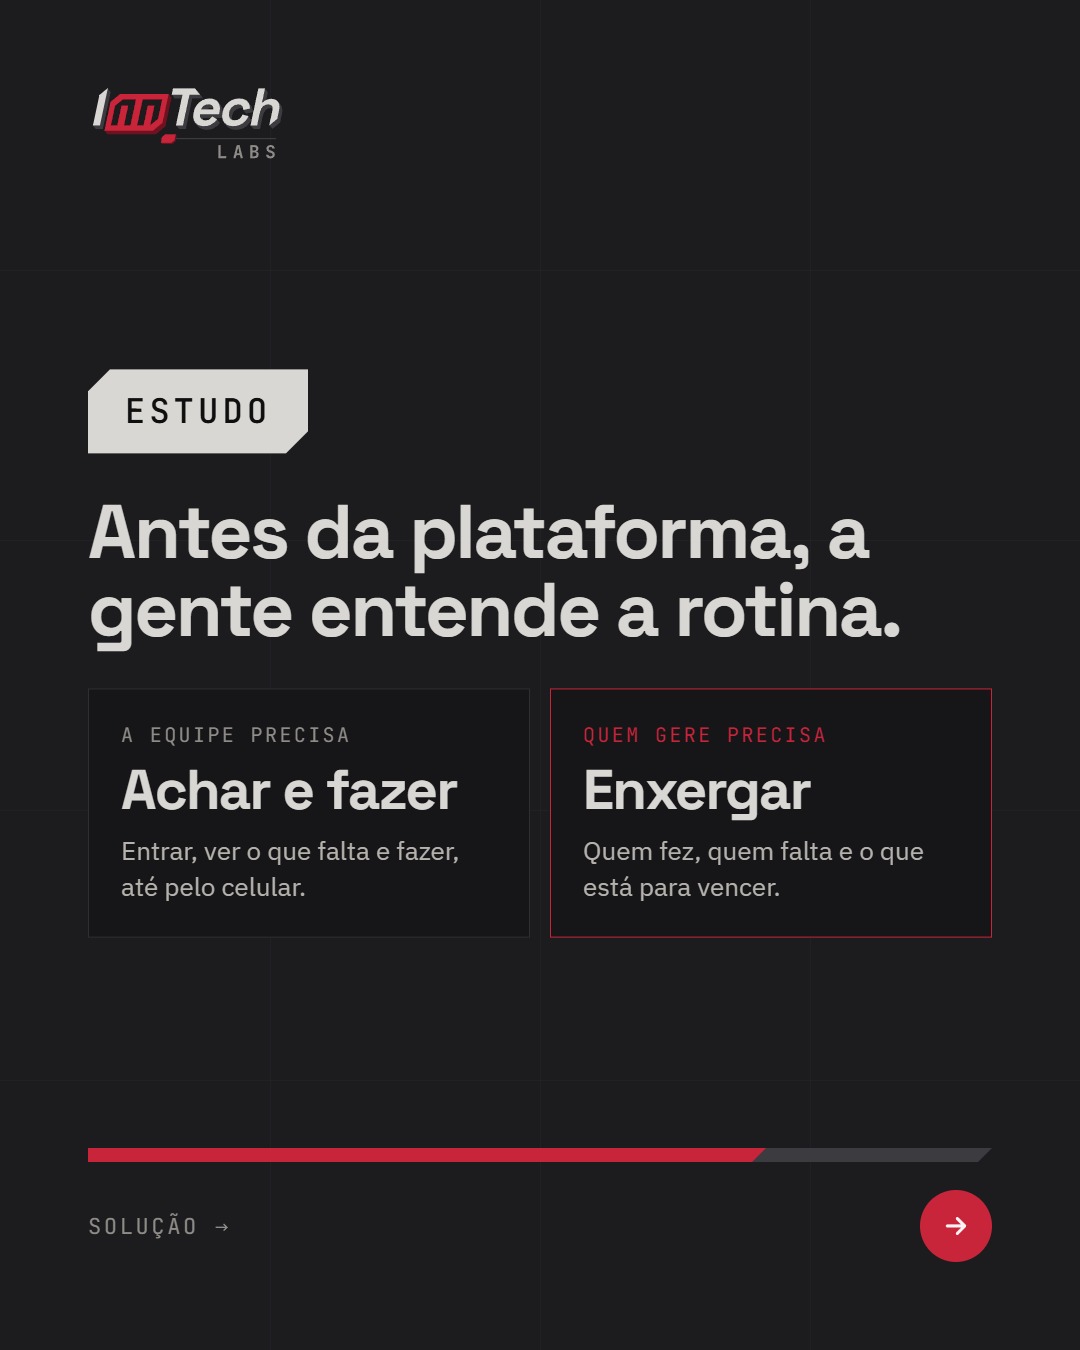 ImTech
LABS
ESTUDO
Antes da plataforma, a
gente entende a rotina.
A EQUIPE PRECISA
Achar e fazer
Entrar, ver o que falta e fazer,
até pelo celular.
QUEM GERE PRECISA
Enxergar
Quem fez, quem falta e o que
está para vencer.
SOLUÇÃO →